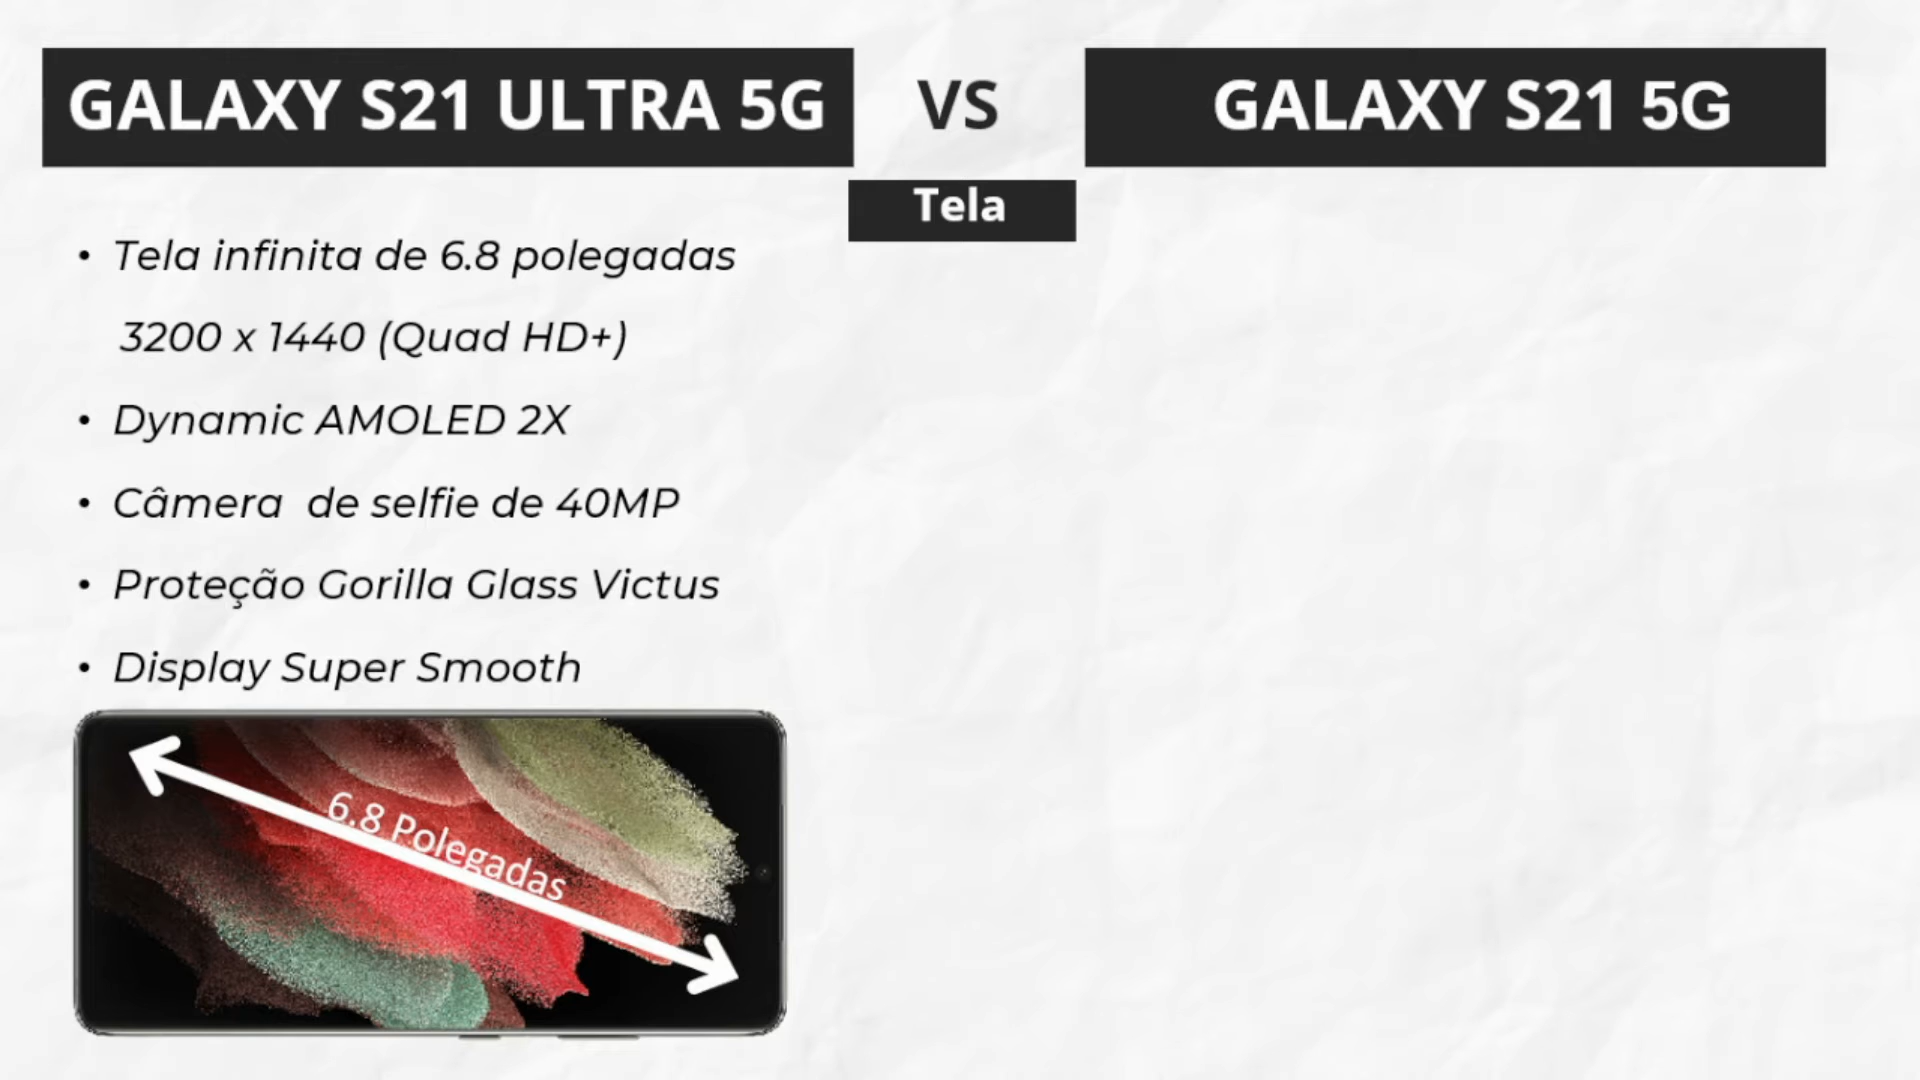 GALAXY S21 ULTRA 5G
VS
GALAXY S21 5G
Tela
• Tela infinita de 6.8 polegadas
3200 x 1440 (Quad HD+)
• Dynamic AMOLED 2X
• Câmera de selfie de 40MP
• Proteção Gorilla Glass Victus
• Display Super Smooth
6.8 Polegadas